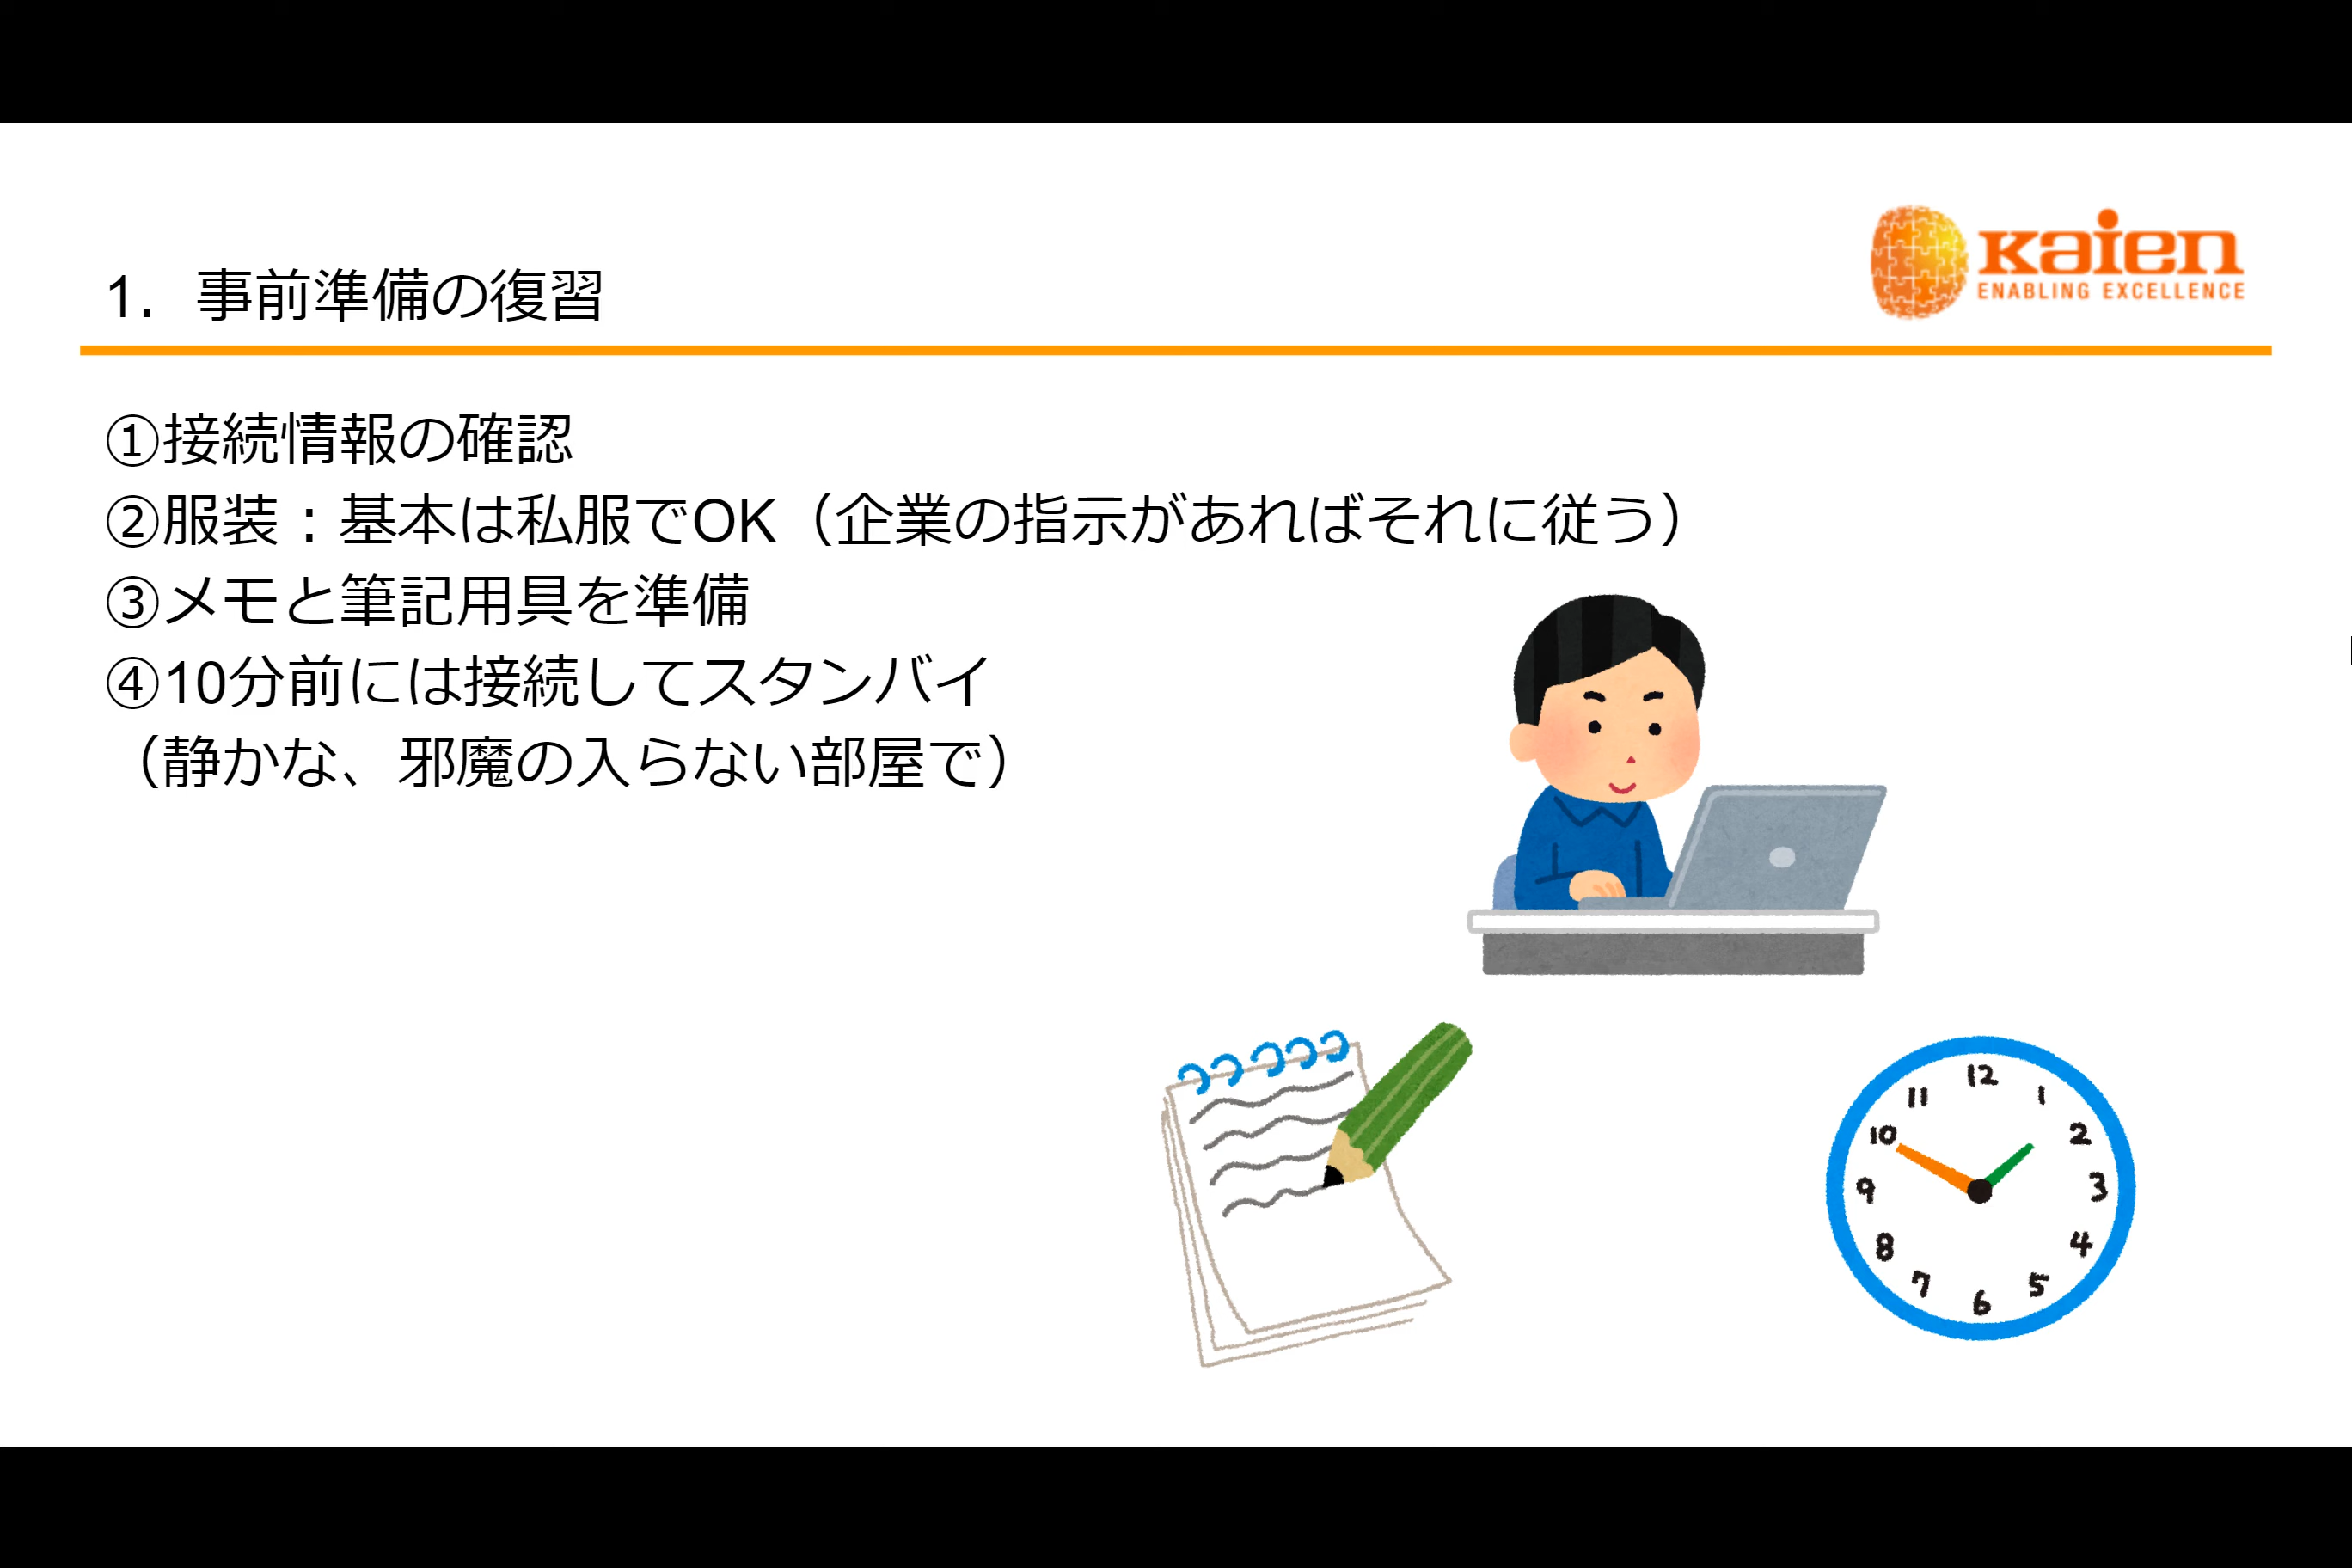 kaien
ENABLING EXCELLENCE
1．事前準備の復習
①接続情報の確認
②服装：基本は私服でOK（企業の指示があればそれに従う）
③メモと筆記用具を準備
④10分前には接続してスタンバイ
（静かな、邪魔の入らない部屋で）
12
1
2
3
4
5
6
7
8
9
10
11